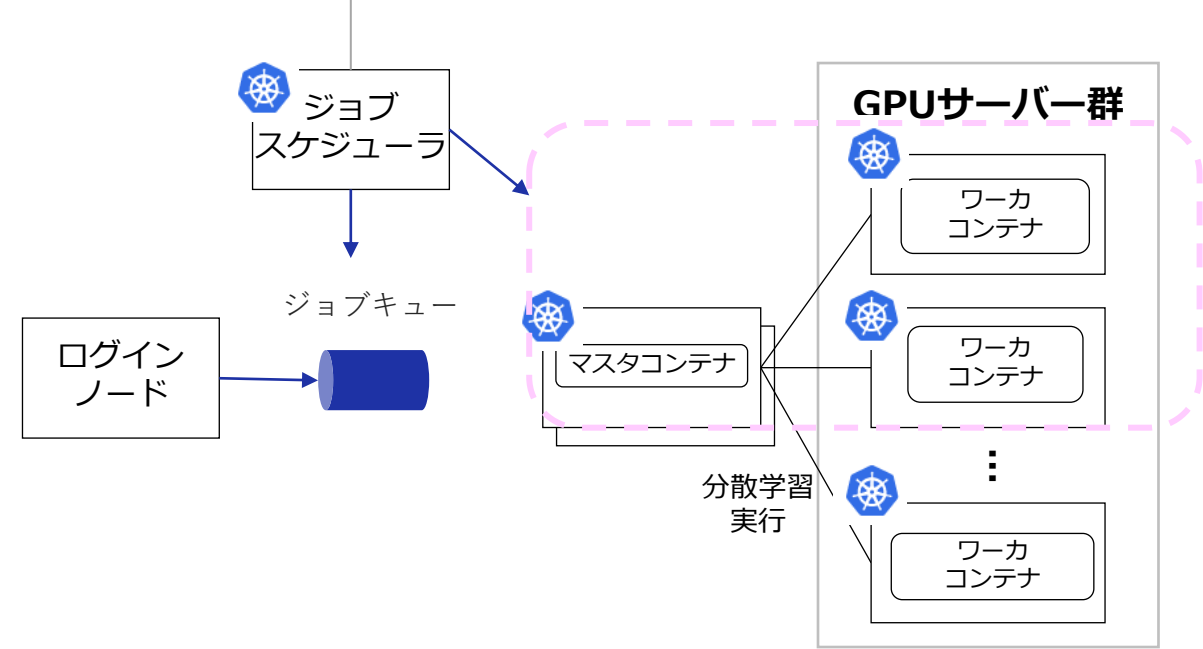 ジョブ
スケジューラ
GPUサーバー群
ワーカ
コンテナ
ジョブキュー
ログイン
ノード
マスタコンテナ
ワーカ
コンテナ
⋮
分散学習
実行
ワーカ
コンテナ